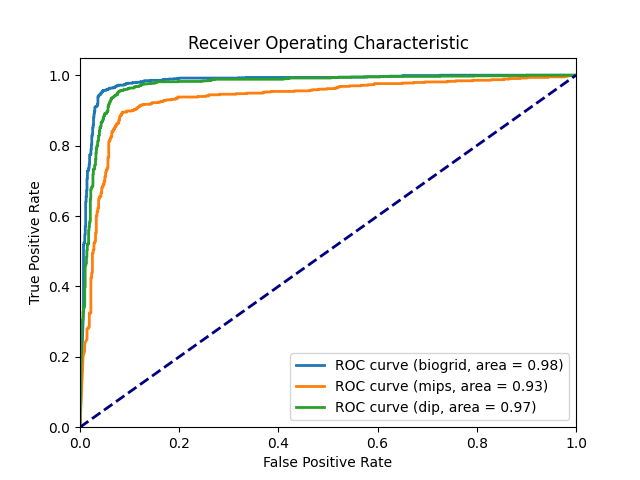 Receiver Operating Characteristic
True Positive Rate
1.0
0.8
0.6
0.4
0.2
0.0
ROC curve (biogrid, area = 0.98)
ROC curve (mips, area = 0.93)
ROC curve (dip, area = 0.97)
0.0 0.2 0.4 0.6 0.8 1.0
False Positive Rate